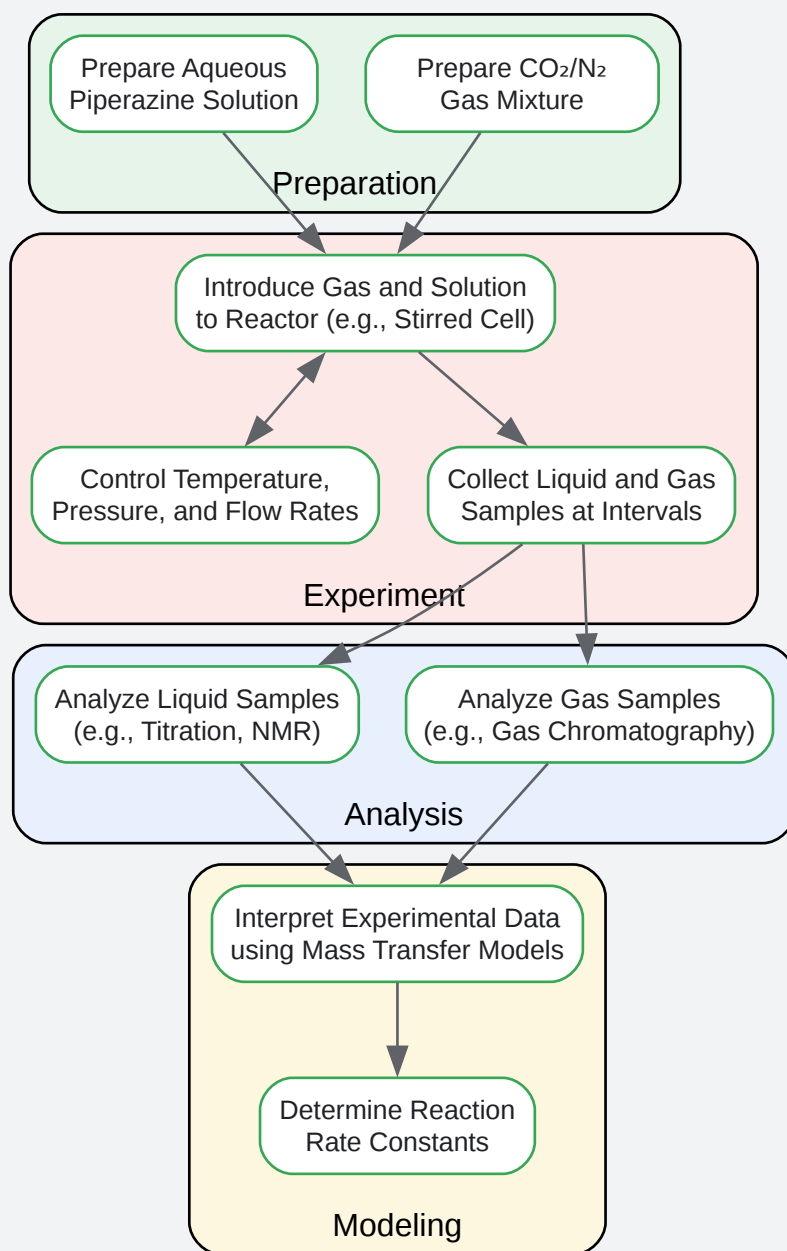 Prepare Aqueous
Piperazine Solution
Prepare CO₂/N₂
Gas Mixture
Preparation
Introduce Gas and Solution
to Reactor (e.g., Stirred Cell)
Control Temperature,
Pressure, and Flow Rates
Collect Liquid and Gas
Samples at Intervals
Experiment
Analyze Liquid Samples
(e.g., Titration, NMR)
Analyze Gas Samples
(e.g., Gas Chromatography)
Analysis
Interpret Experimental Data
using Mass Transfer Models
Determine Reaction
Rate Constants
Modeling